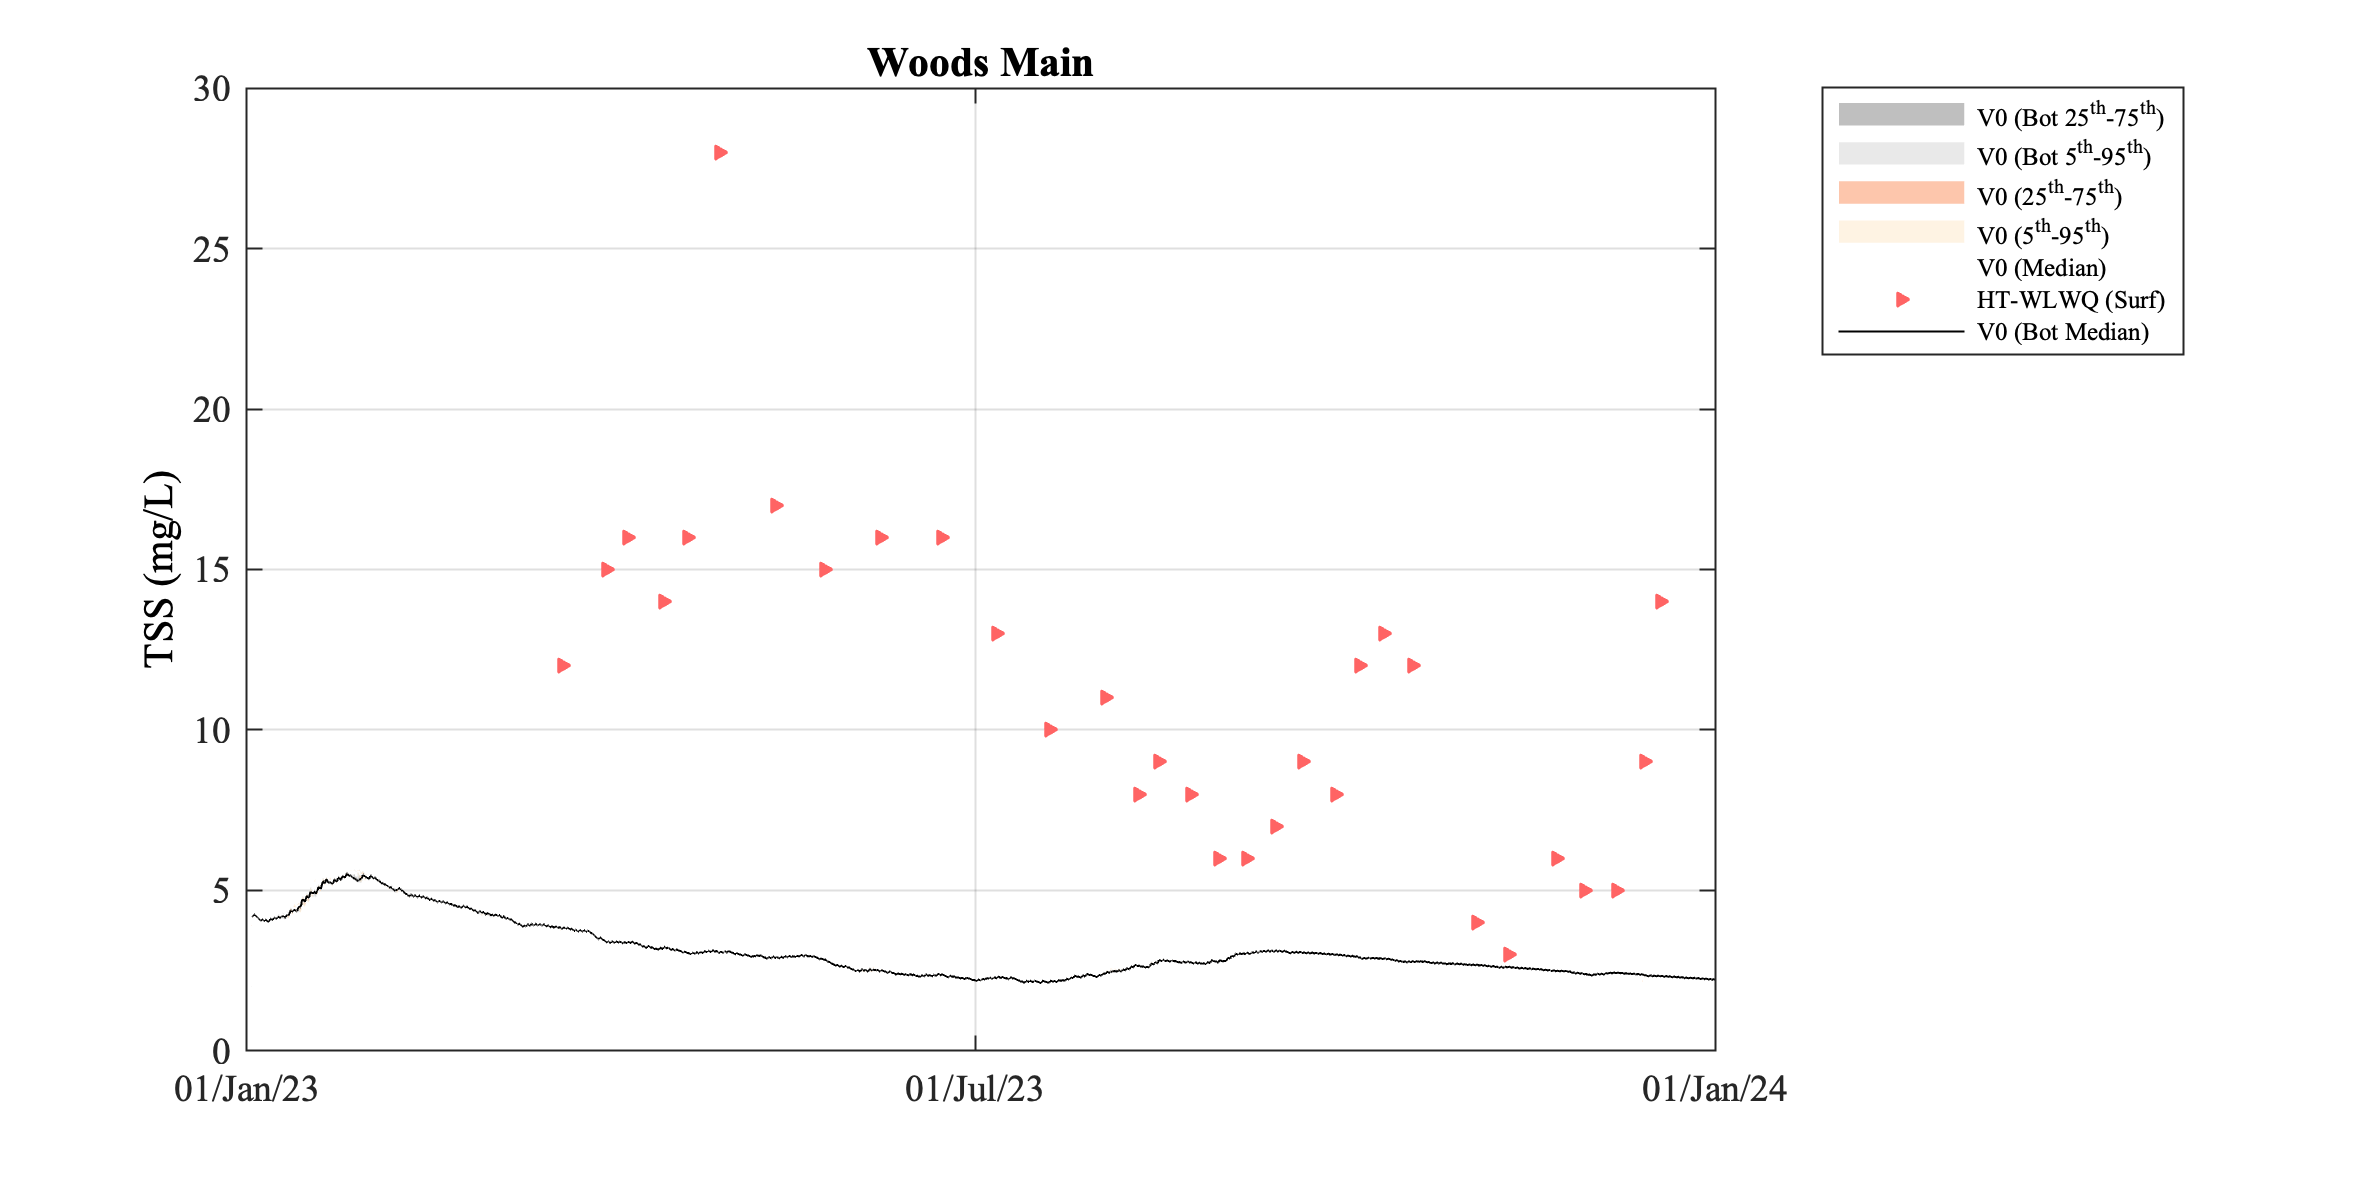 Woods Main
30
25
20
15
10
5
0
TSS (mg/L)
01/Jan/23
01/Jul/23
01/Jan/24
V0 (Bot 25th-75th)
V0 (Bot 5th-95th)
V0 (25th-75th)
V0 (5th-95th)
V0 (Median)
HT-WLWQ (Surf)
V0 (Bot Median)